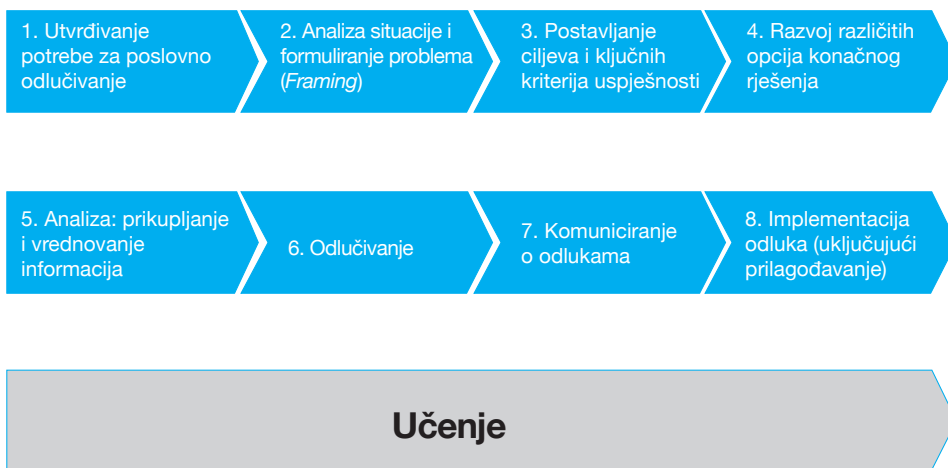 1. Utvrđivanje
potrebe za poslovno
odlučivanje
2. Analiza situacije i
formuliranje problema
(Framing)
3. Postavljanje
ciljeva i ključnih
kriterija uspješnosti
4. Razvoj različitih
opcija konačnog
rješenja
5. Analiza: prikupljanje
i vrednovanje
informacija
6. Odlučivanje
7. Komuniciranje
o odlukama
8. Implementacija
odluka (uključujući
prilagođavanje)
Učenje